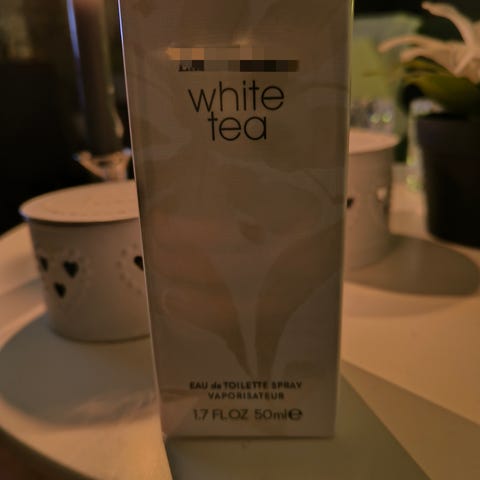 white
tea
EAU de TOILETTE SPRAY
VAPORISATEUR
1.7 FL.OZ 50ml℮